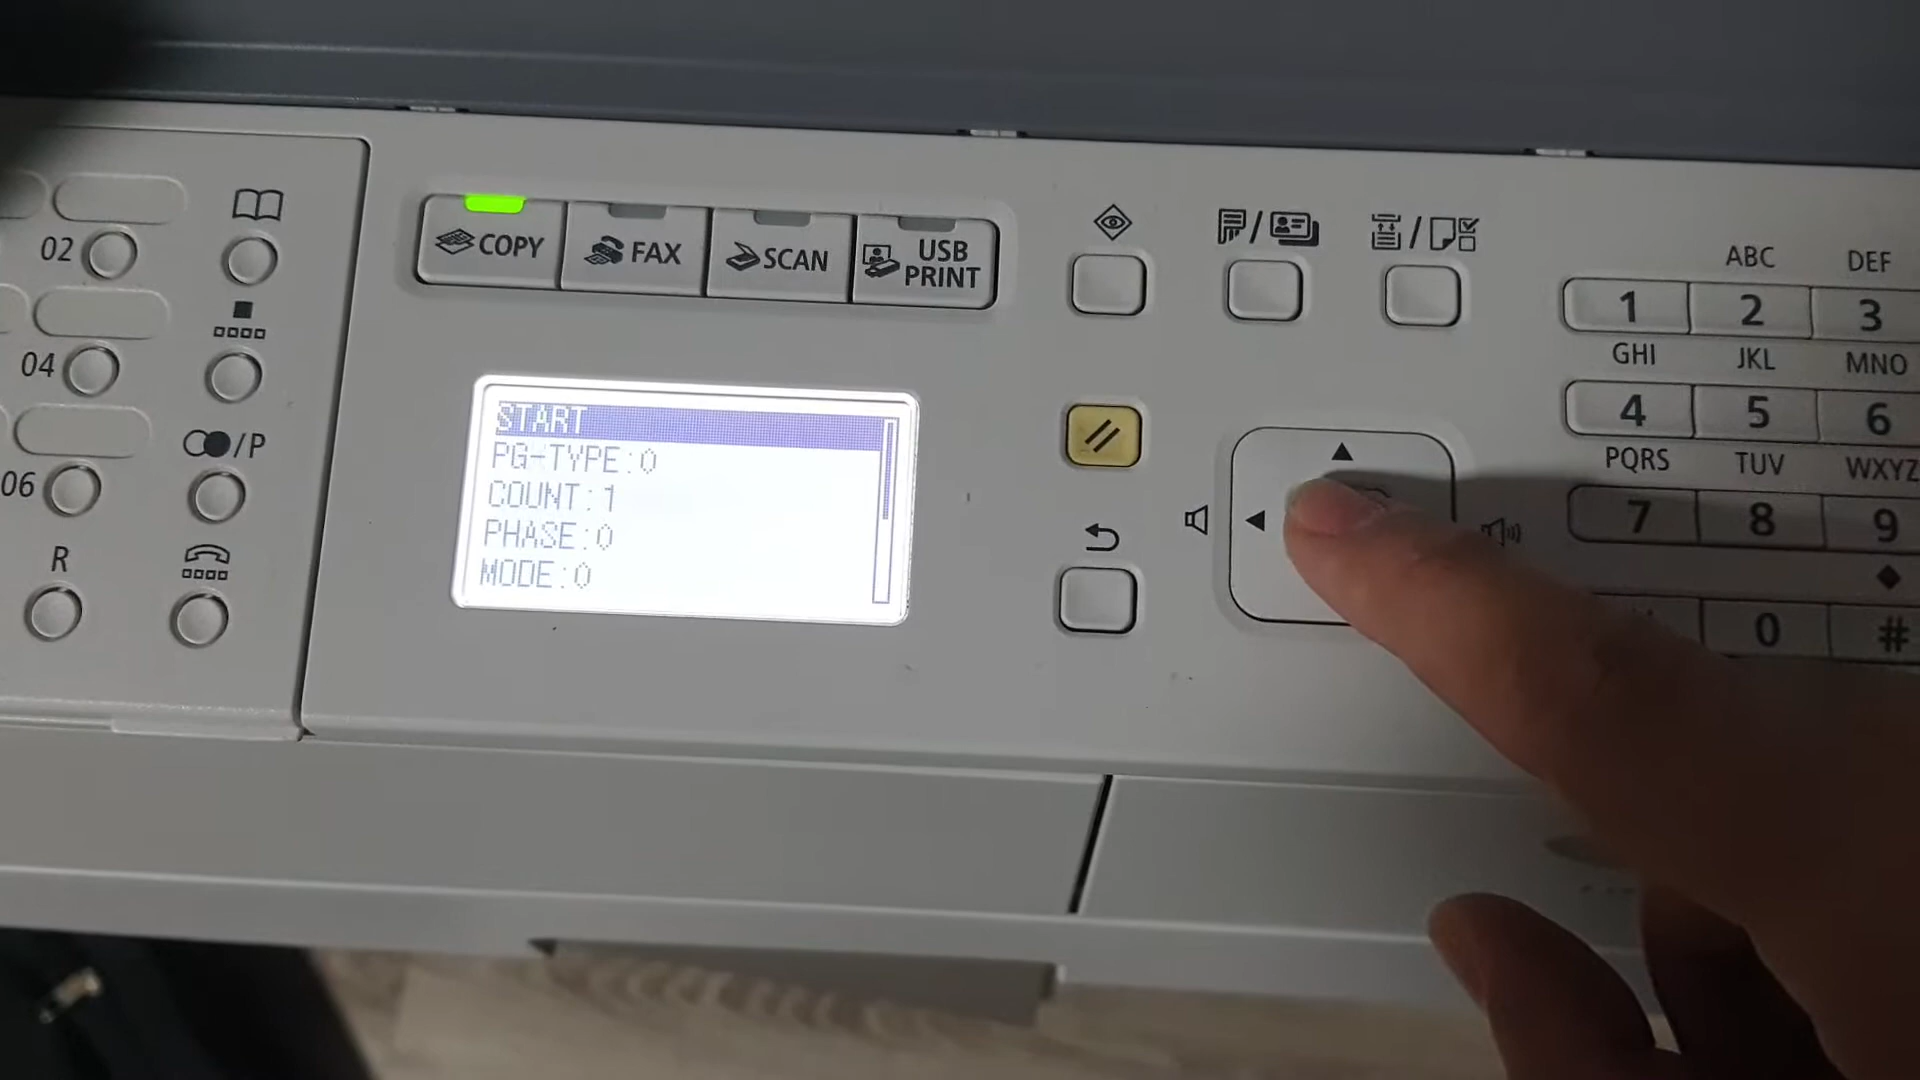 COPY
FAX
SCAN
USB
PRINT
02
04
06
/P
R
START
PG-TYPE:0
COUNT:1
PHASE:0
MODE:0
/
/
ABC
DEF
1
2
3
GHI
JKL
MNO
4
5
6
PQRS
TUV
WXYZ
7
8
9
0
#